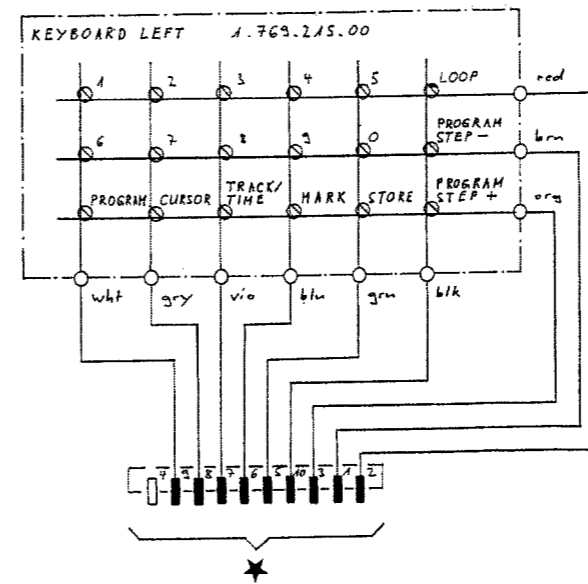 KEYBOARD LEFT 1.769.215.00
1 2 3 4 5 LOOP red
6 7 8 9 0 PROGRAM STEP - brn
PROGRAM CURSOR TRACK/TIME MARK STORE PROGRAM STEP + org
wht gry vio blu grn blk
4 9 8 7 6 5 10 3 1 2